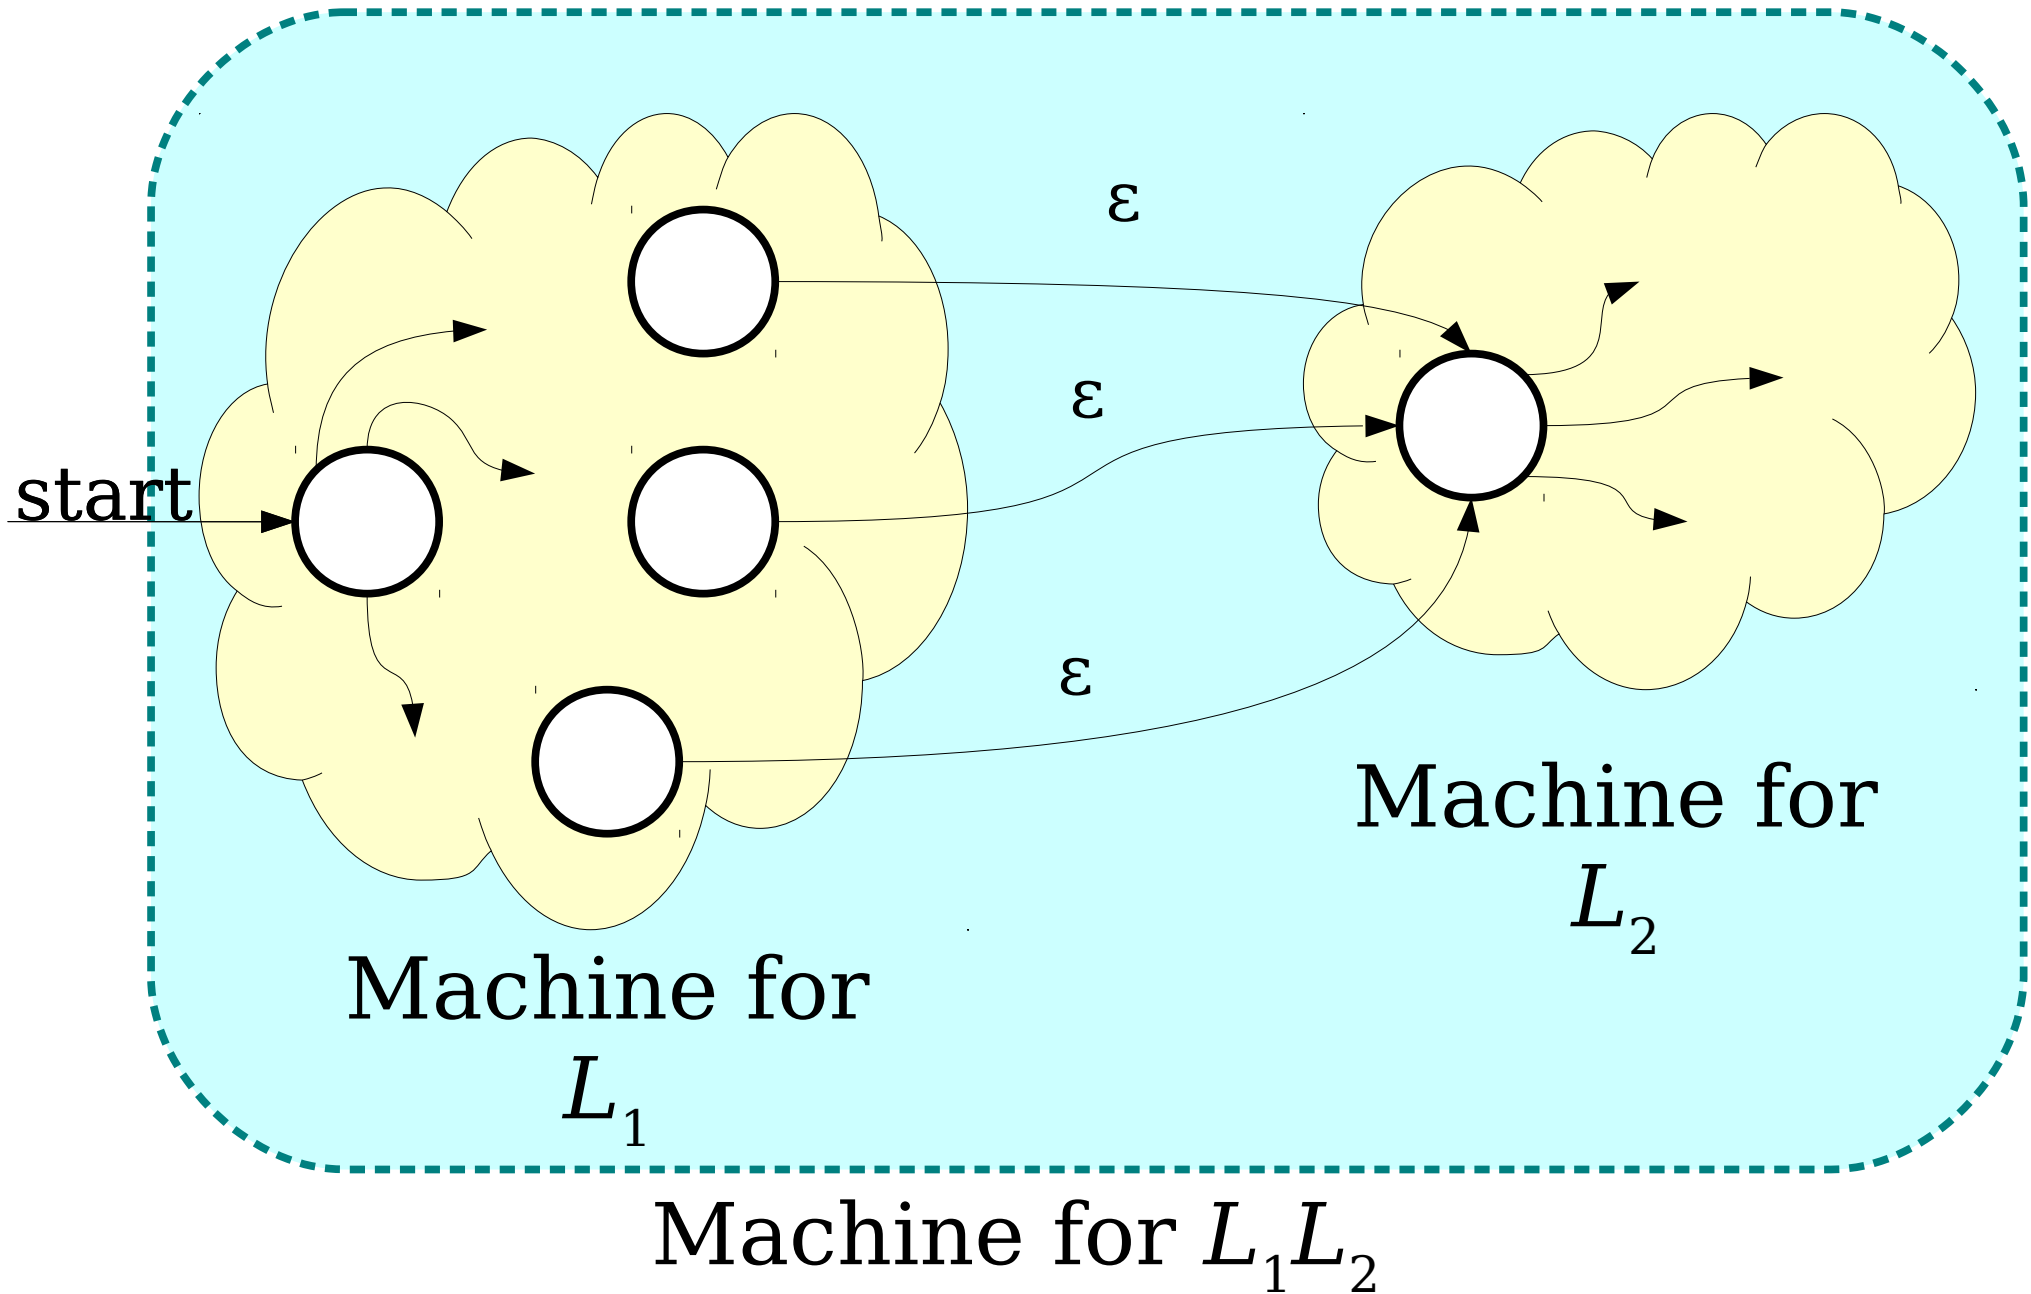 ε
ε
start
ε
Machine for
L₂
Machine for
L₁
Machine for L₁L₂